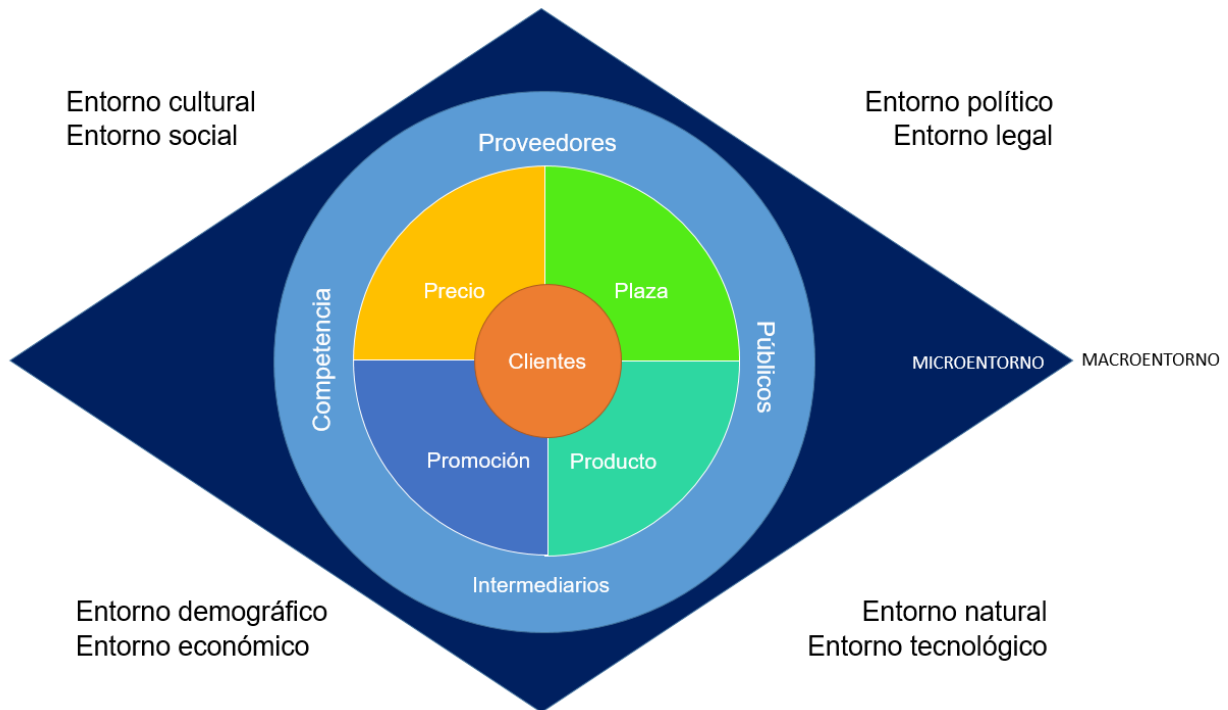 Entorno cultural
Entorno social
Entorno político
Entorno legal
Proveedores
Precio
Plaza
Competencia
Clientes
Públicos
MICROENTORNO
MACROENTORNO
Promoción
Producto
Intermediarios
Entorno demográfico
Entorno económico
Entorno natural
Entorno tecnológico